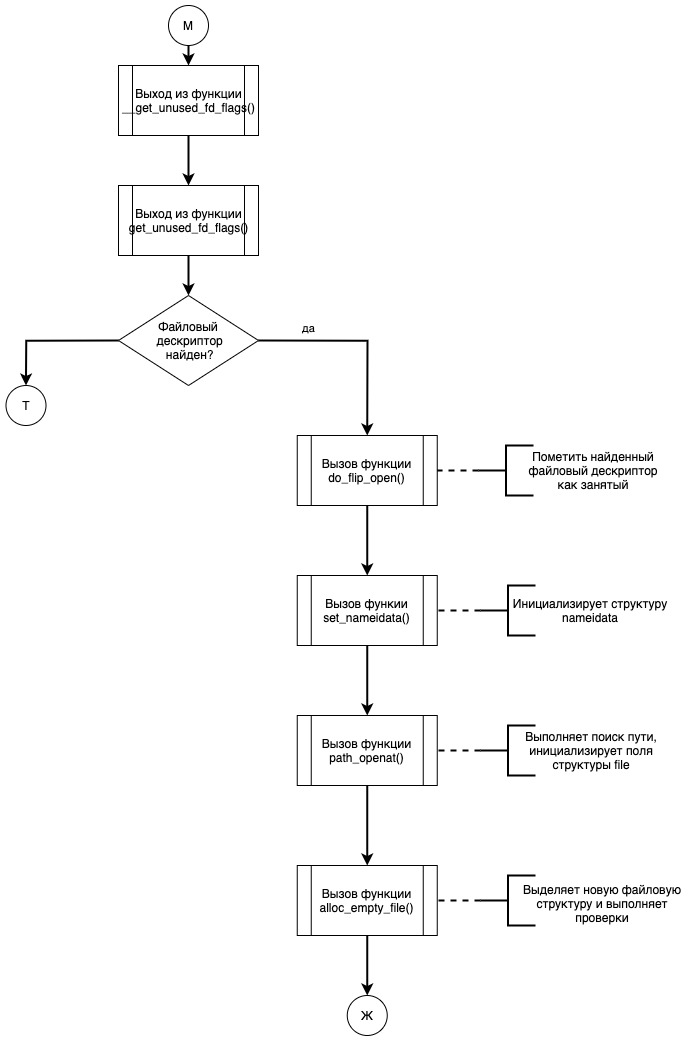 М
Выход из функции
__get_unused_fd_flags()
Выход из функции
get_unused_fd_flags()
Файловый
дескриптор
найден?
да
Т
Вызов функции
do_flip_open()
Пометить найденный
файловый дескриптор
как занятый
Вызов функии
set_nameidata()
Инициализирует структуру
nameidata
Вызов функции
path_openat()
Выполняет поиск пути,
инициализирует поля
структуры file
Вызов функции
alloc_empty_file()
Выделяет новую файловую
структуру и выполняет
проверки
Ж